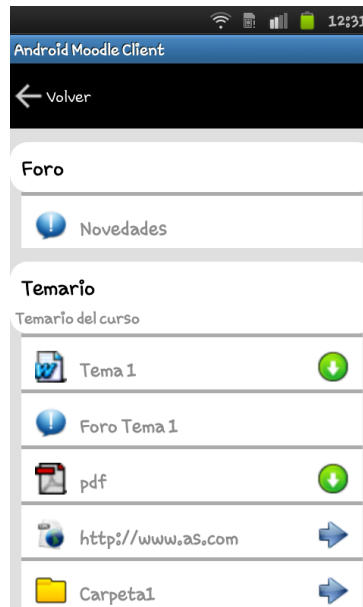 12:31
Android Moodle Client
Volver
Foro
Novedades
Temario
Temario del curso
Tema 1
Foro Tema 1
pdf
http://www.as.com
Carpeta1